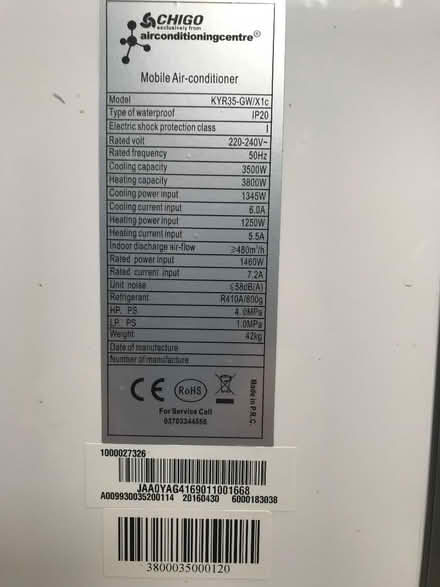 CHIGO
exclusively from
airconditioningcentre®
Mobile Air-conditioner
Model KYR35-GW/X1c
Type of waterproof IP20
Electric shock protection class I
Rated volt 220-240V~
Rated frequency 50Hz
Cooling capacity 3500W
Heating capacity 3800W
Cooling power input 1345W
Cooling current input 6.0A
Heating power input 1250W
Heating current input 5.5A
Indoor discharge air-flow ≥480m³/h
Rated power input 1460W
Rated current input 7.2A
Unit noise ≤58dB(A)
Refrigerant R410A/800g
HP. PS 4.0MPa
LP. PS 1.0MPa
Weight 42kg
Date of manufacture
Number of manufacture
CE RoHS
Made in P.R.C
For Service Call
03703344555
1000027326
JAA0YAG4169011001668
A009930035200114 20160430 6000183038
3800035000120